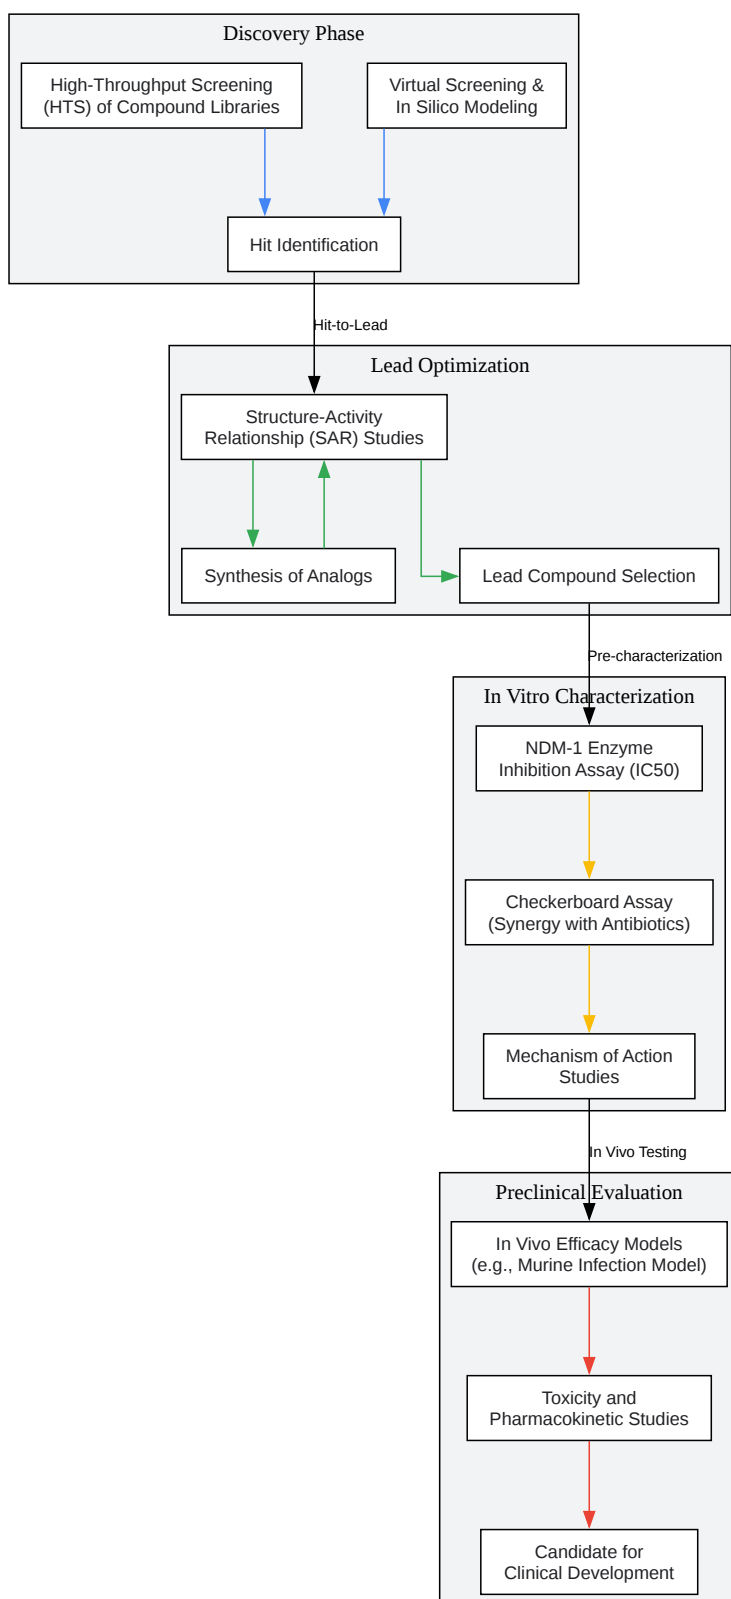 Discovery Phase
High-Throughput Screening
(HTS) of Compound Libraries
Virtual Screening &
In Silico Modeling
Hit Identification
Hit-to-Lead
Lead Optimization
Structure-Activity
Relationship (SAR) Studies
Synthesis of Analogs
Lead Compound Selection
Pre-characterization
In Vitro Characterization
NDM-1 Enzyme
Inhibition Assay (IC50)
Checkerboard Assay
(Synergy with Antibiotics)
Mechanism of Action
Studies
In Vivo Testing
Preclinical Evaluation
In Vivo Efficacy Models
(e.g., Murine Infection Model)
Toxicity and
Pharmacokinetic Studies
Candidate for
Clinical Development